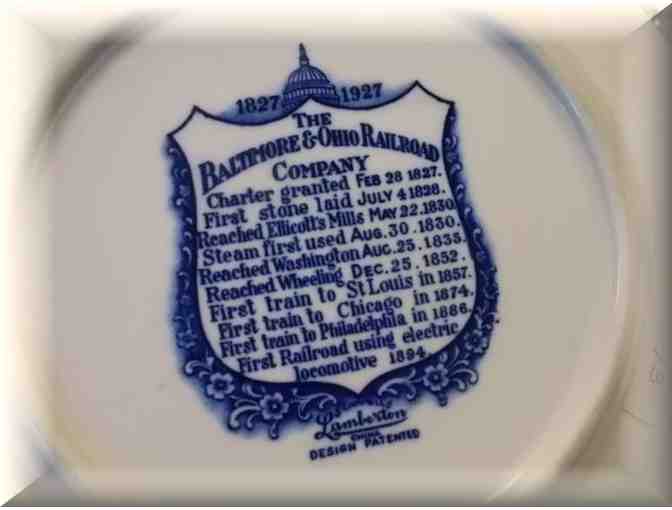 1827 1927
THE
BALTIMORE & OHIO RAILROAD
COMPANY
Charter granted FEB 28 1827.
First stone laid JULY 4 1828.
Reached Ellicott's Mills MAY 22. 1830
Steam first used AUG. 30. 1830.
Reached Washington AUG. 25. 1835.
Reached Wheeling DEC. 25. 1852.
First train to St Louis in 1857.
First train to Chicago in 1874.
First train to Philadelphia in 1886.
First Railroad using electric
locomotive 1894
Lamberton
CHINA
DESIGN PATENTED